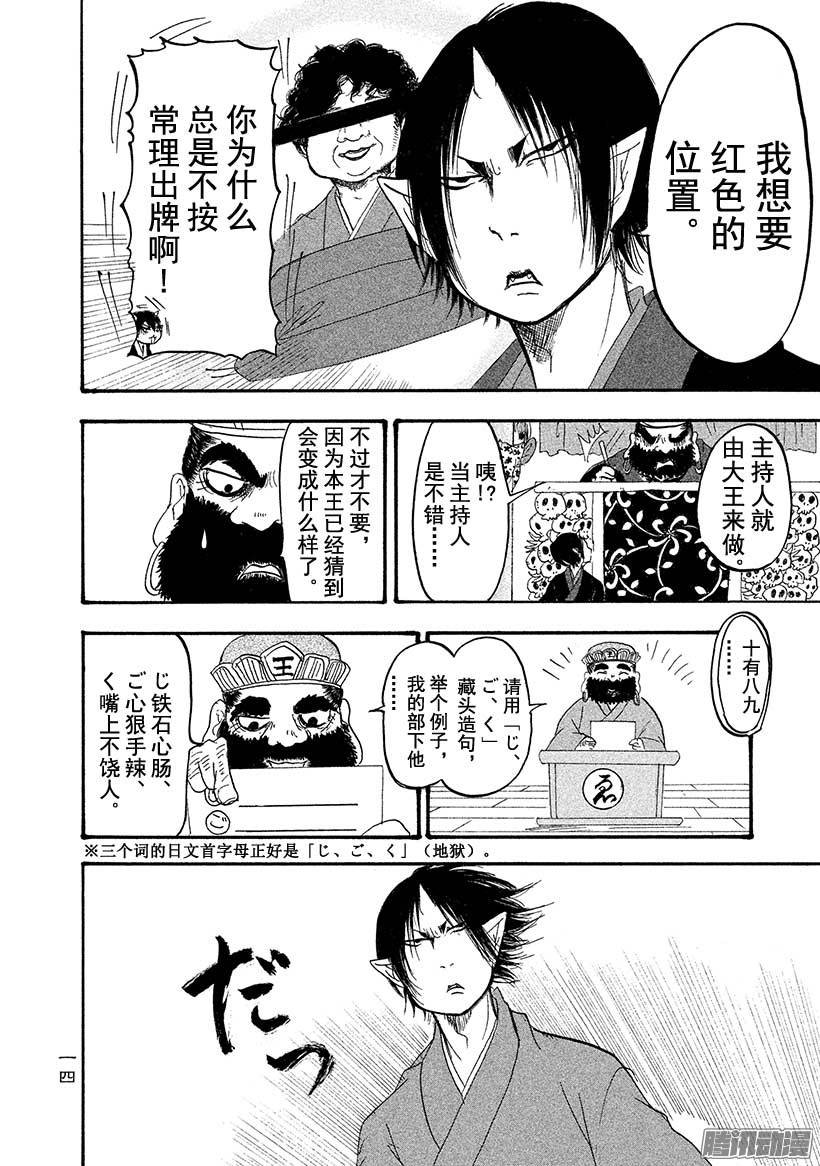 我想要
红色的
位置。
你为什么
总是不按
常理出牌啊！
主持人就
由大王来
做。
咦!?
当主持人
是不错
……
不过才不要，
因为本王已经猜到
会变成什么样了。
十有八九
……
请用「じ、
ご、く」
藏头造句，
举个例子，
我的部下他
……
王
ゑ
じ铁石心肠、
ご心狠手辣、
く嘴上不饶人。
王
※三个词的日文首字母正好是「じ、ご、く」（地狱）。
だっ
一四
腾讯动漫